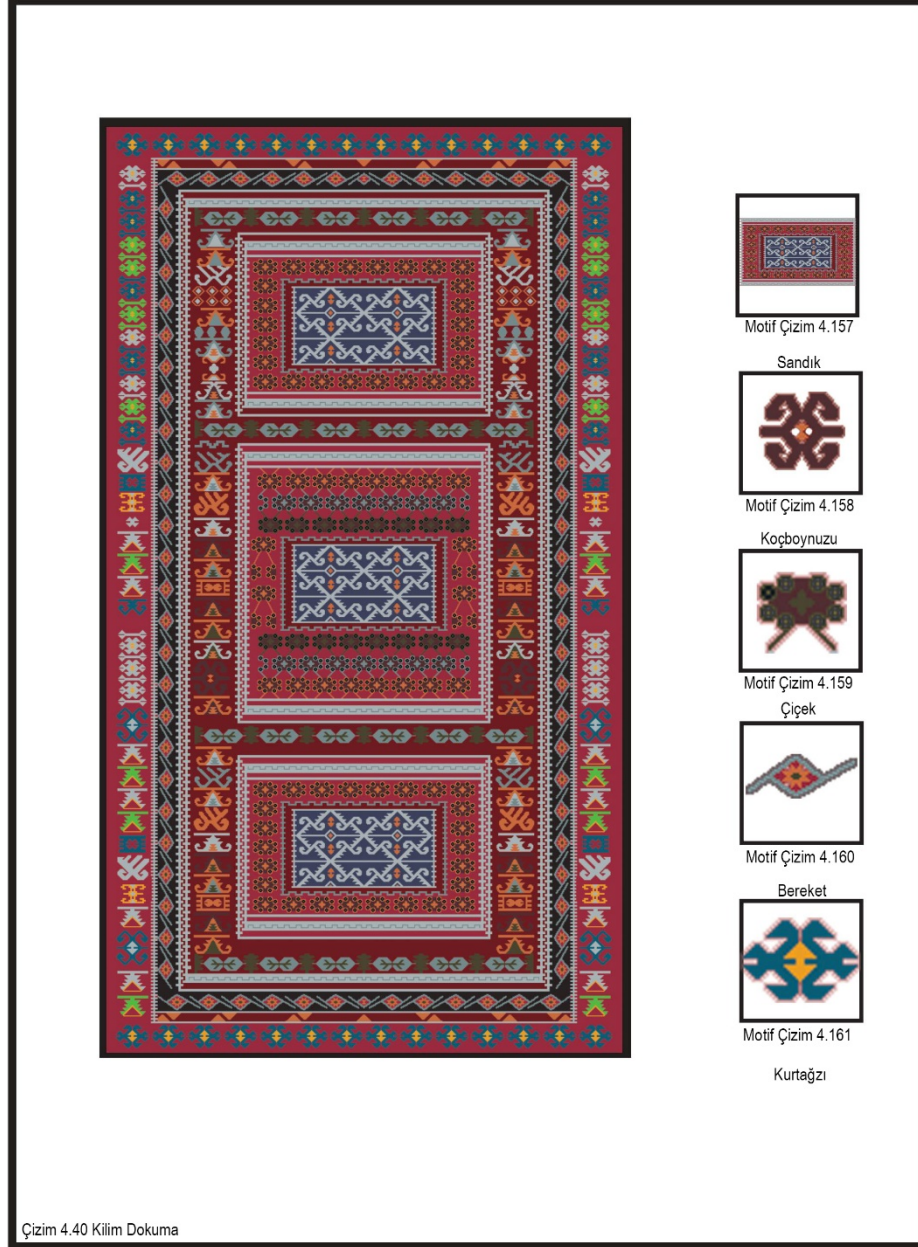 Motif Çizim 4.157
Sandık
Motif Çizim 4.158
Koçboynuzu
Motif Çizim 4.159
Çiçek
Motif Çizim 4.160
Bereket
Motif Çizim 4.161
Kurtağzı
Çizim 4.40 Kilim Dokuma